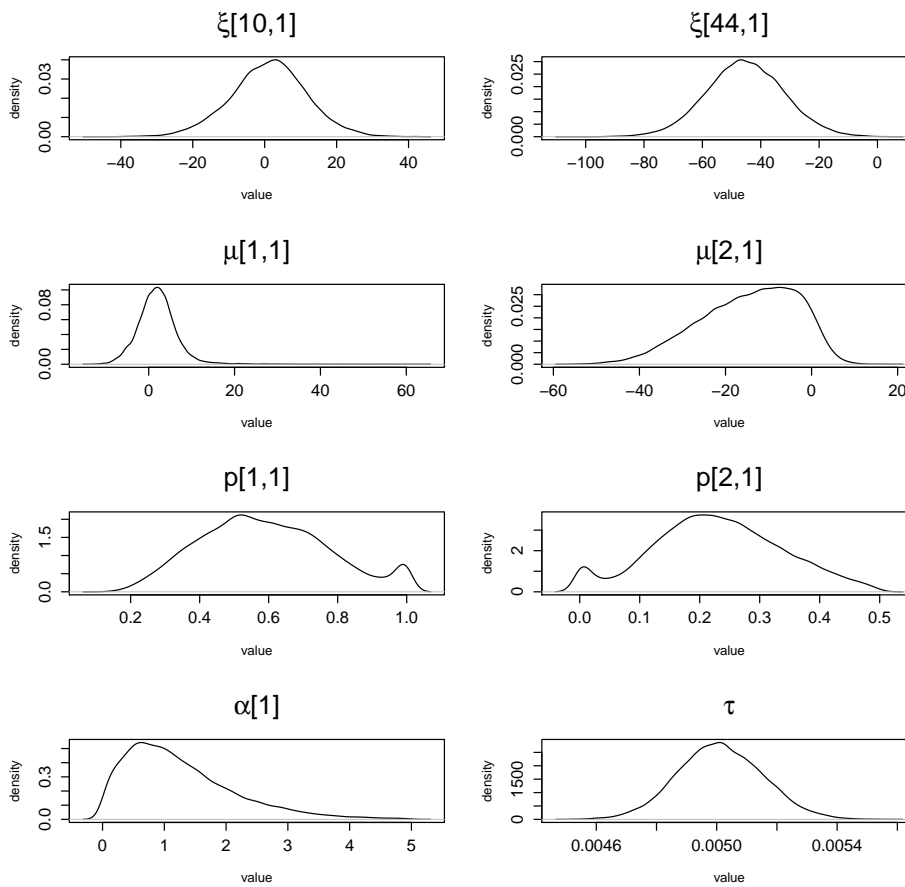 ξ[10,1]
density
0.00 0.03
−40 −20 0 20 40
value
ξ[44,1]
density
0.000 0.025
−100 −80 −60 −40 −20 0
value
μ[1,1]
density
0.00 0.08
0 20 40 60
value
μ[2,1]
density
0.000 0.025
−60 −40 −20 0 20
value
p[1,1]
density
0.0 1.5
0.2 0.4 0.6 0.8 1.0
value
p[2,1]
density
0 2
0.0 0.1 0.2 0.3 0.4 0.5
value
α[1]
density
0.0 0.3
0 1 2 3 4 5
value
τ
density
0 1500
0.0046 0.0050 0.0054
value